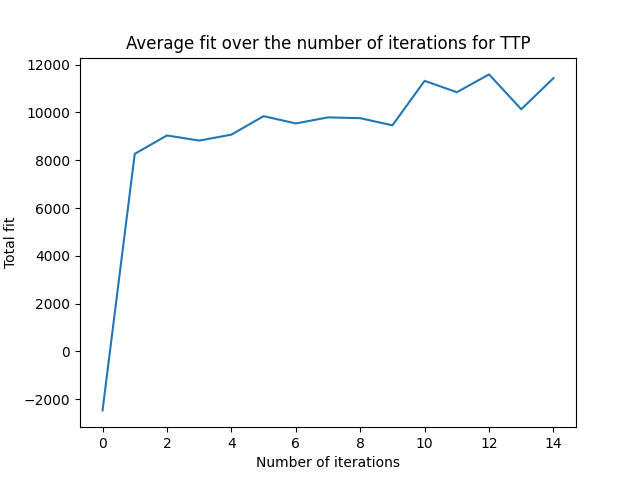 Average fit over the number of iterations for TTP
12000
10000
8000
6000
4000
2000
0
−2000
Total fit
0 2 4 6 8 10 12 14
Number of iterations